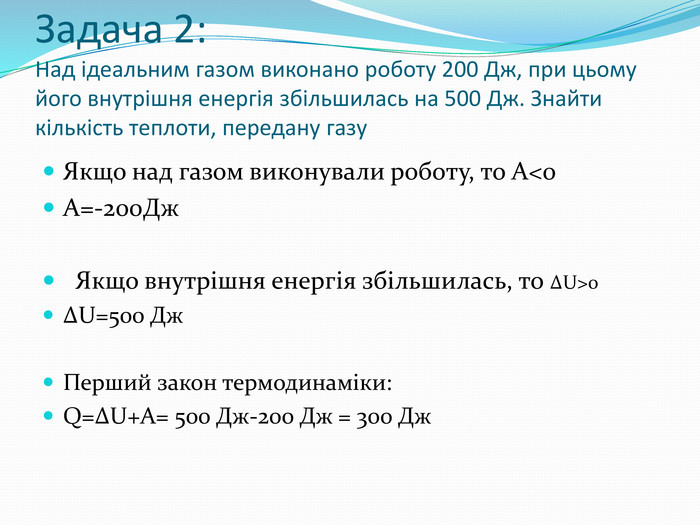 Задача 2:
Над ідеальним газом виконано роботу 200 Дж, при цьому
його внутрішня енергія збільшилась на 500 Дж. Знайти
кількість теплоти, передану газу
Якщо над газом виконували роботу, то А<0
А=-200Дж
Якщо внутрішня енергія збільшилась, то ΔU>0
ΔU=500 Дж
Перший закон термодинаміки:
Q=ΔU+A= 500 Дж-200 Дж = 300 Дж